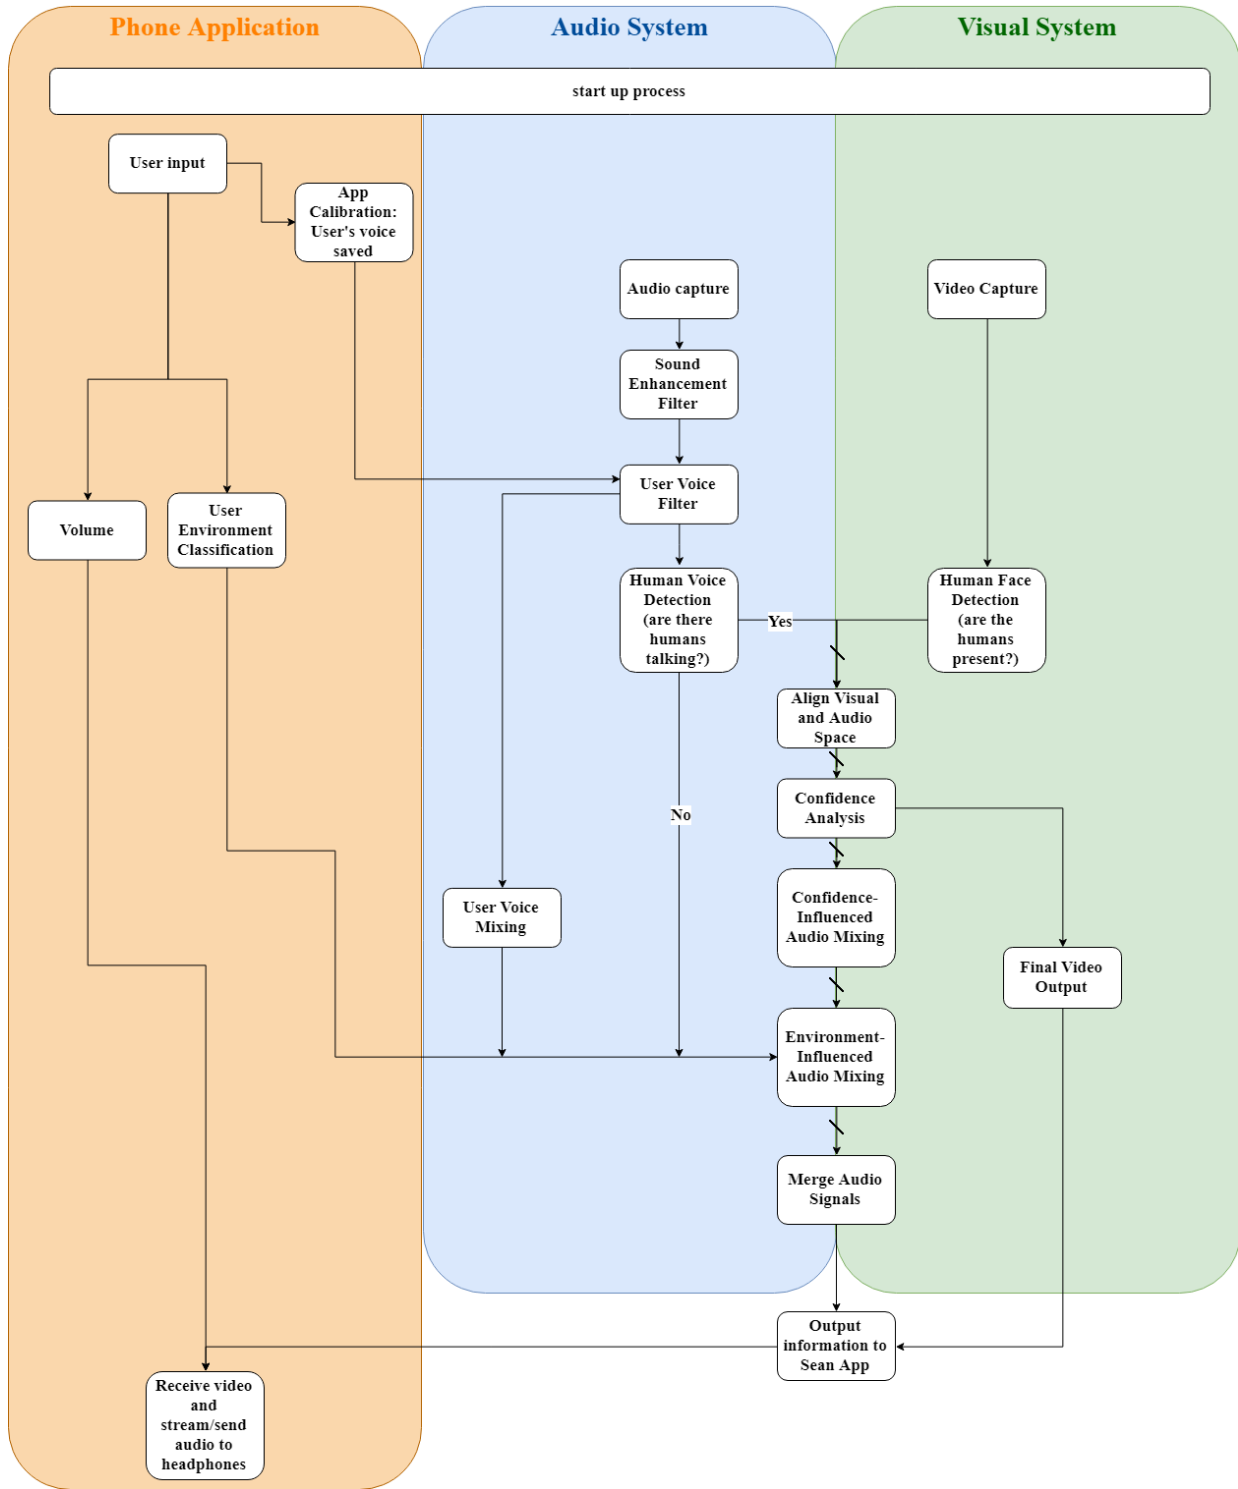 Phone Application
Audio System
Visual System
start up process
User input
App
Calibration:
User's voice
saved
Audio capture
Video Capture
Sound
Enhancement
Filter
User Voice
Filter
Volume
User
Environment
Classification
Human Voice
Detection
(are there
humans
talking?)
Yes
Human Face
Detection
(are the
humans
present?)
Align Visual
and Audio
Space
Confidence
Analysis
No
User Voice
Mixing
Confidence-
Influenced
Audio Mixing
Final Video
Output
Environment-
Influenced
Audio Mixing
Merge Audio
Signals
Output
information to
Sean App
Receive video
and
stream/send
audio to
headphones